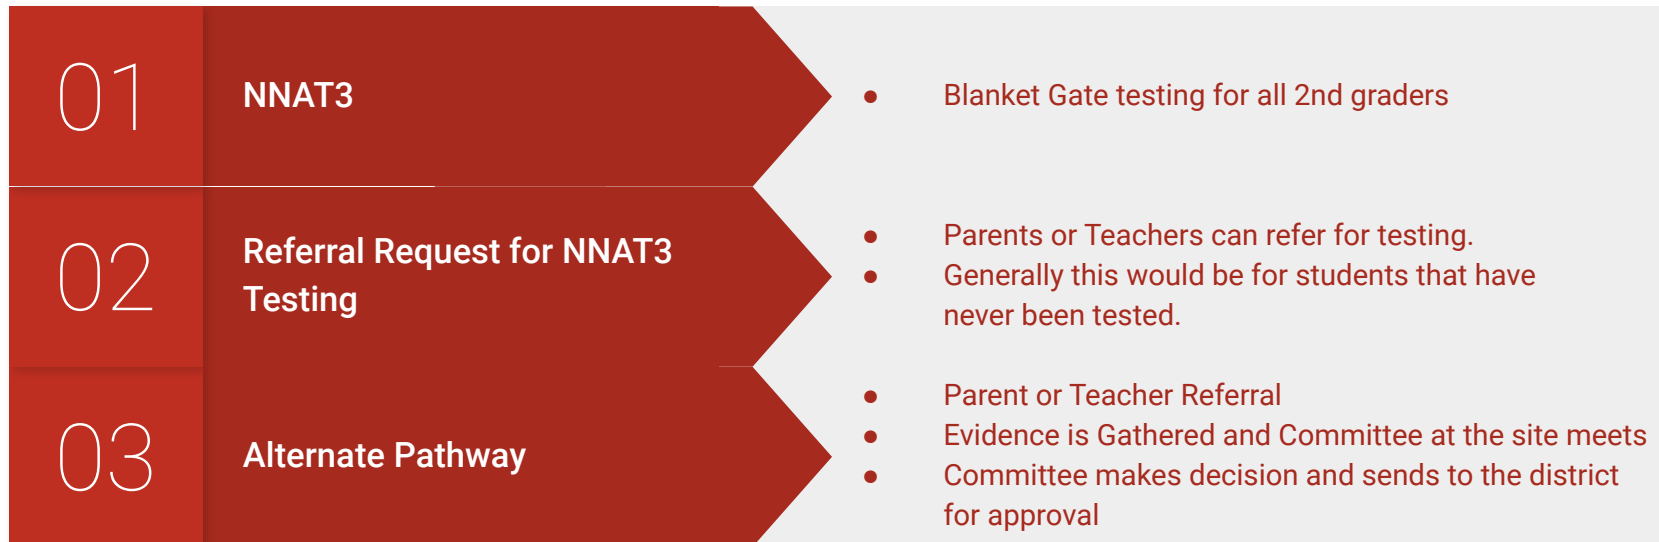 01
NNAT3
● Blanket Gate testing for all 2nd graders
02
Referral Request for NNAT3
Testing
● Parents or Teachers can refer for testing.
● Generally this would be for students that have
never been tested.
03
Alternate Pathway
● Parent or Teacher Referral
● Evidence is Gathered and Committee at the site meets
● Committee makes decision and sends to the district
for approval